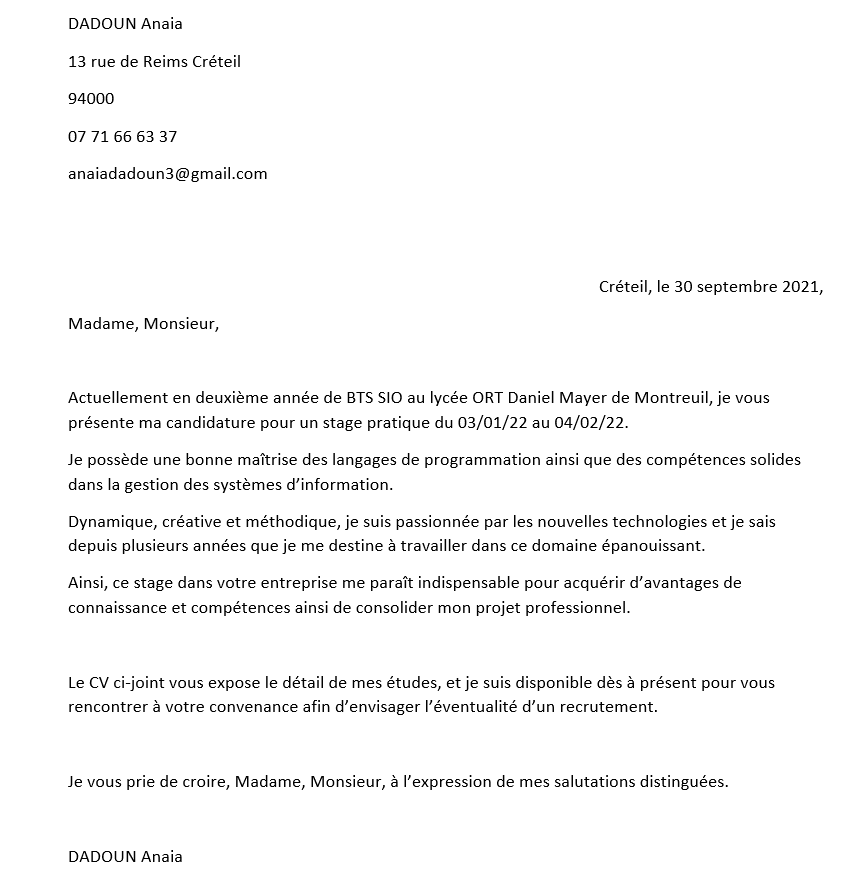 DADOUN Anaia
13 rue de Reims Créteil
94000
07 71 66 63 37
anaiadadoun3@gmail.com
Créteil, le 30 septembre 2021,
Madame, Monsieur,
Actuellement en deuxième année de BTS SIO au lycée ORT Daniel Mayer de Montreuil, je vous
présente ma candidature pour un stage pratique du 03/01/22 au 04/02/22.
Je possède une bonne maîtrise des langages de programmation ainsi que des compétences solides
dans la gestion des systèmes d’information.
Dynamique, créative et méthodique, je suis passionnée par les nouvelles technologies et je sais
depuis plusieurs années que je me destine à travailler dans ce domaine épanouissant.
Ainsi, ce stage dans votre entreprise me paraît indispensable pour acquérir d’avantages de
connaissance et compétences ainsi de consolider mon projet professionnel.
Le CV ci-joint vous expose le détail de mes études, et je suis disponible dès à présent pour vous
rencontrer à votre convenance afin d’envisager l’éventualité d’un recrutement.
Je vous prie de croire, Madame, Monsieur, à l’expression de mes salutations distinguées.
DADOUN Anaia